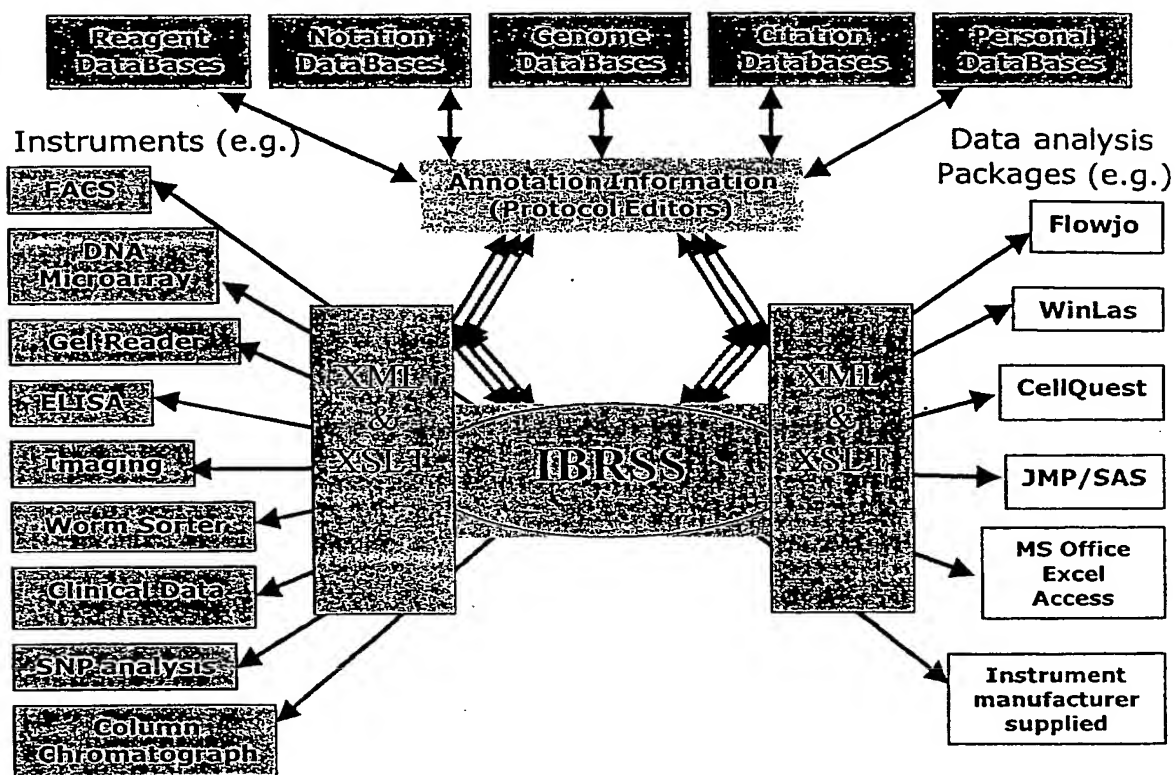 Reagent
DataBases
Notation
DataBases
Genome
DataBases
Citation
Databases
Personal
DataBases
Instruments (e.g.)
Annotation Information
(Protocol Editors)
Data analysis
Packages (e.g.)
FACS
DNA
Microarray
Gel Reader
ELISA
Imaging
Worm Sorter
Clinical Data
SNP analysis
Column
Chromatograph
XML
&
XSLT
IBRSS
XML
&
XSLT
Flowjo
WinLas
CellQuest
JMP/SAS
MS Office
Excel
Access
Instrument
manufacturer
supplied